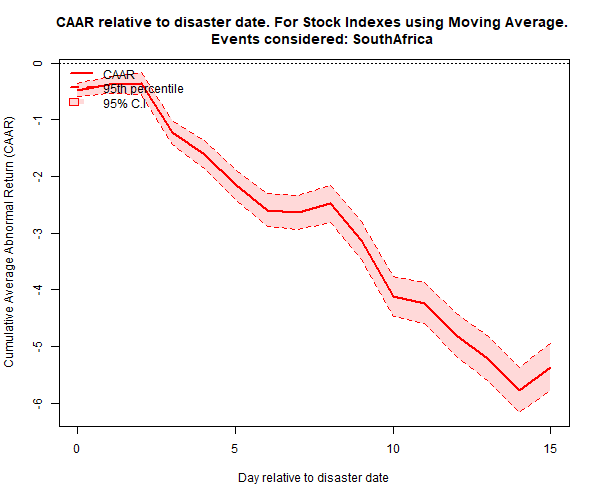 CAAR relative to disaster date. For Stock Indexes using Moving Average.
Events considered: SouthAfrica
CAAR
95th percentile
95% C.I
Cumulative Average Abnormal Return (CAAR)
0
-1
-2
-3
-4
-5
-6
0 5 10 15
Day relative to disaster date